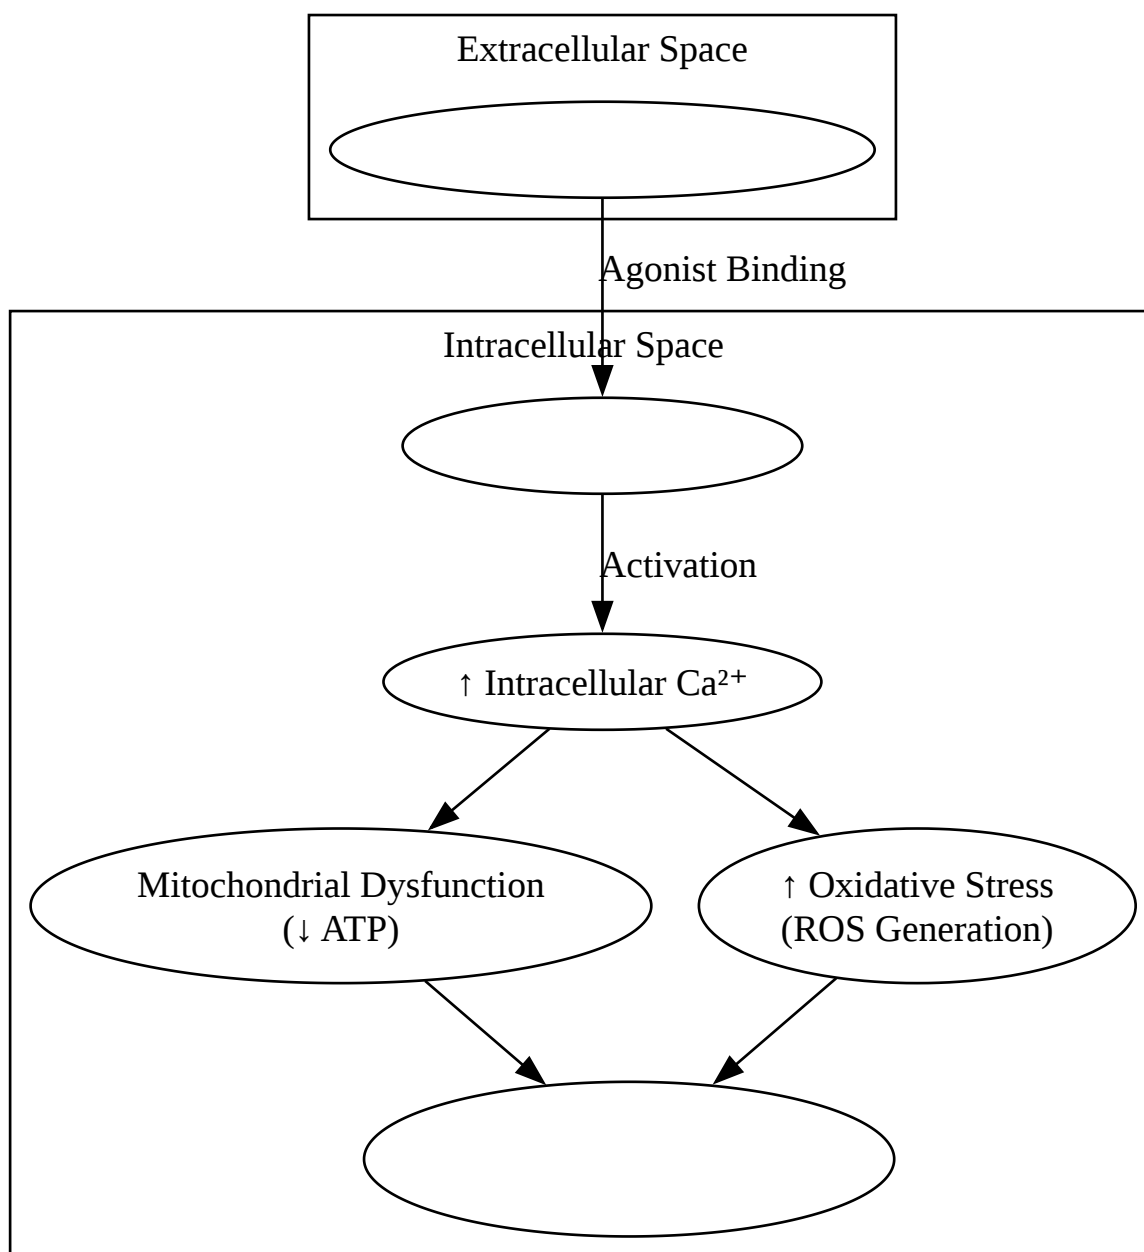 Extracellular Space
Agonist Binding
Intracellular Space
Activation
↑ Intracellular Ca²⁺
Mitochondrial Dysfunction
(↓ ATP)
↑ Oxidative Stress
(ROS Generation)